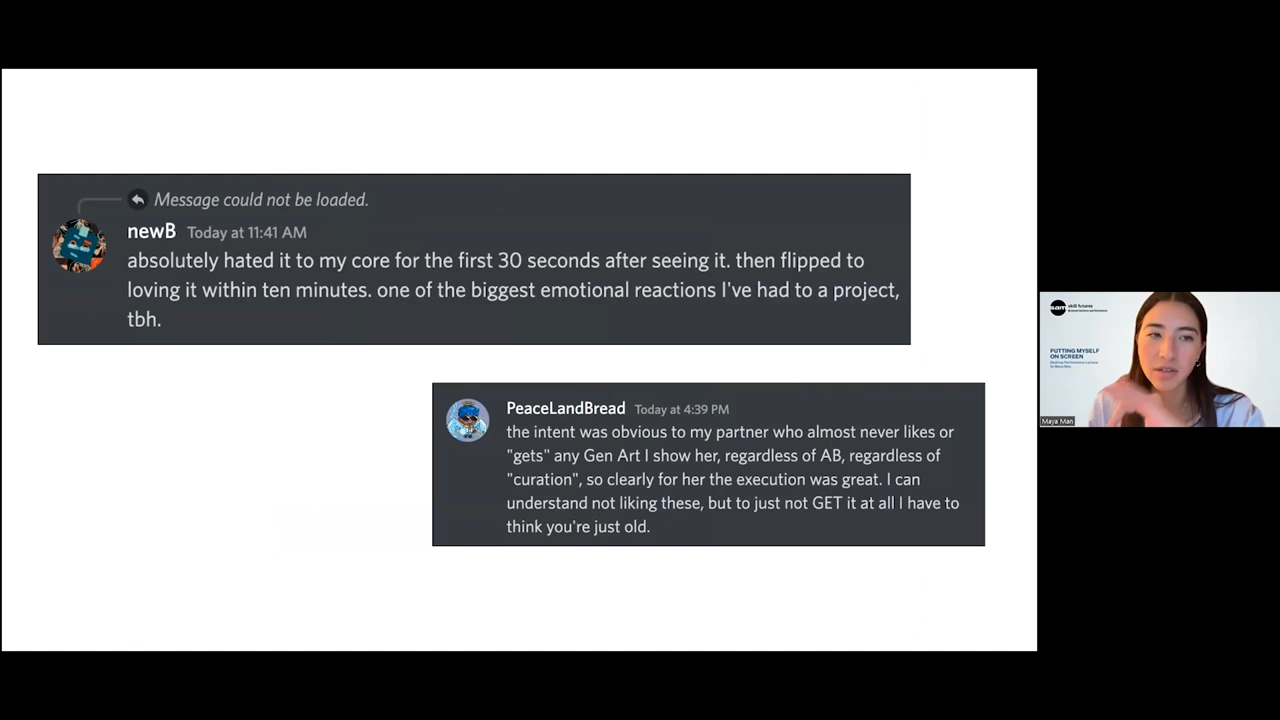 Message could not be loaded.
newB Today at 11:41 AM
absolutely hated it to my core for the first 30 seconds after seeing it. then flipped to
loving it within ten minutes. one of the biggest emotional reactions I've had to a project,
tbh.
PeaceLandBread Today at 4:39 PM
the intent was obvious to my partner who almost never likes or
"gets" any Gen Art I show her, regardless of AB, regardless of
"curation", so clearly for her the execution was great. I can
understand not liking these, but to just not GET it at all I have to
think you're just old.
sam
skill futures
PUTTING MYSELF
ON SCREEN
Maya Man